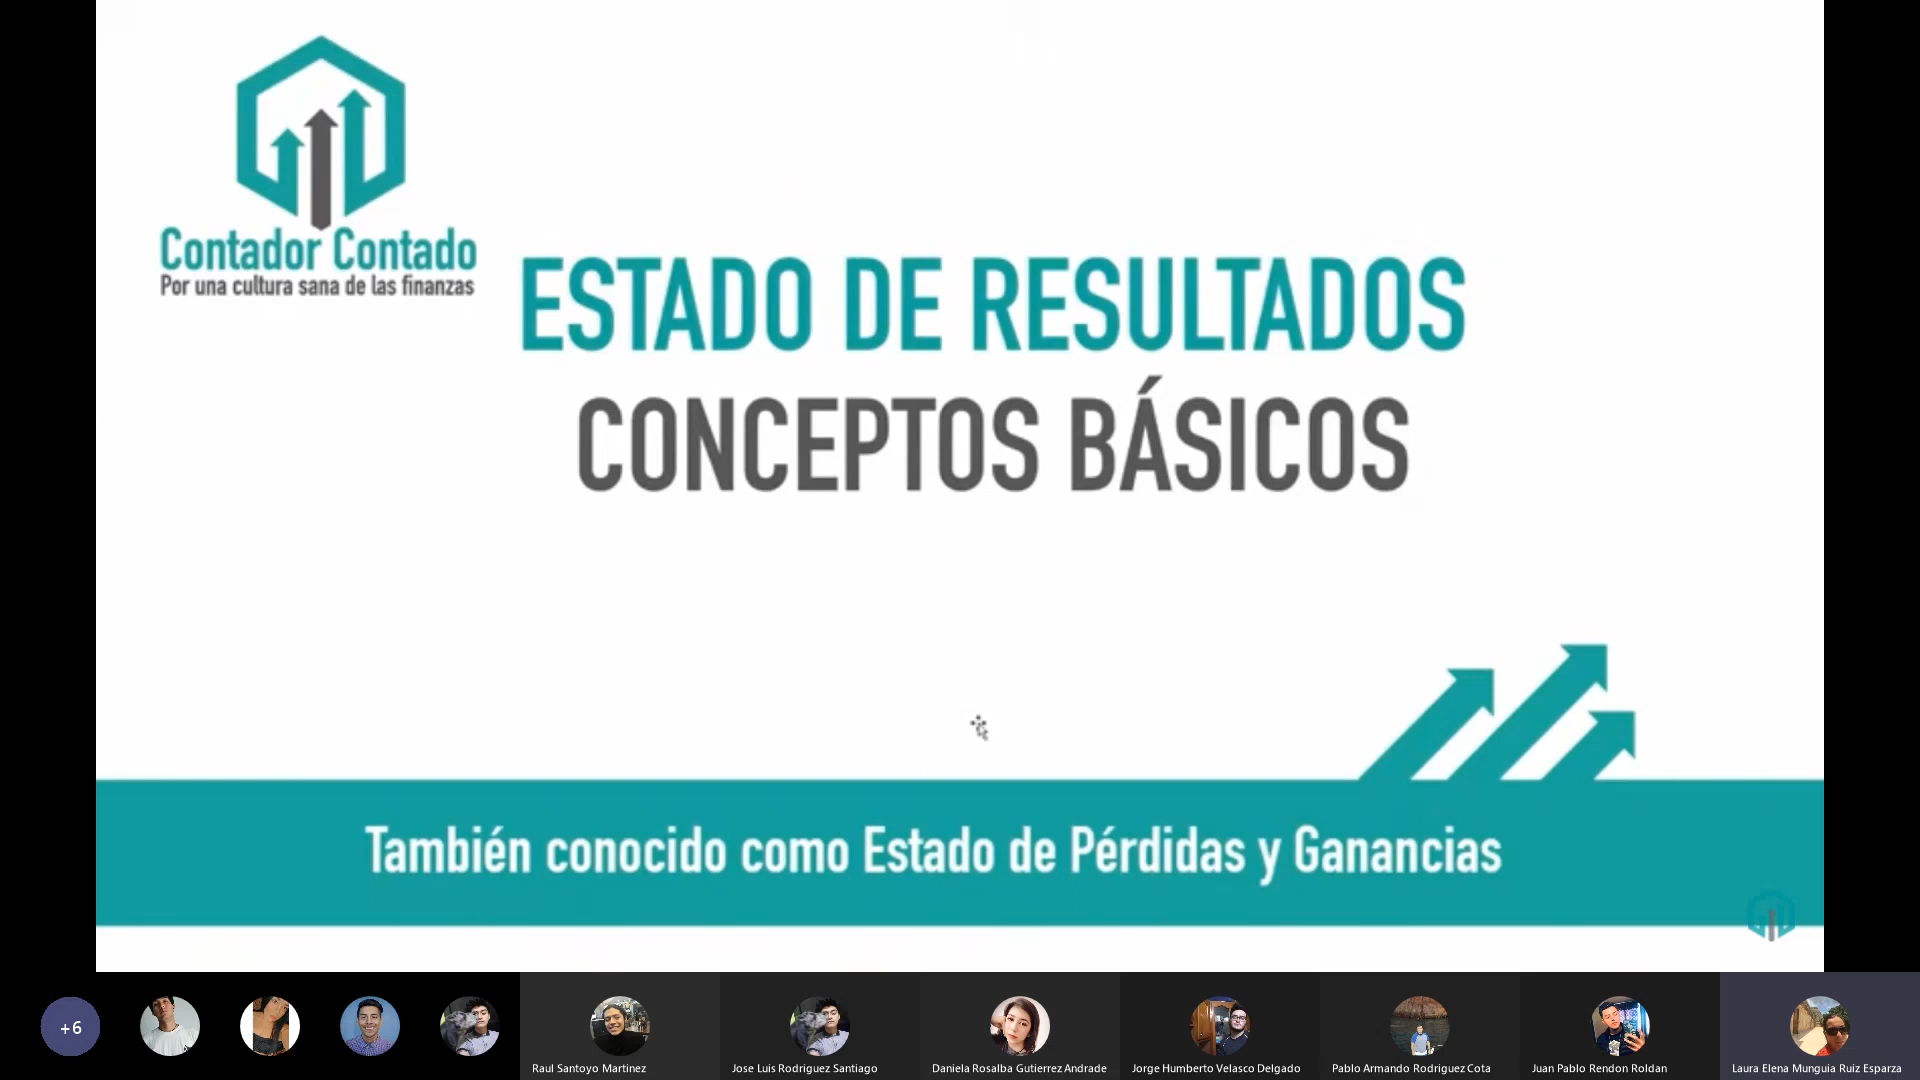 Contador Contado
Por una cultura sana de las finanzas
ESTADO DE RESULTADOS
CONCEPTOS BÁSICOS
También conocido como Estado de Pérdidas y Ganancias
+6
Raul Santoyo Martinez
Jose Luis Rodriguez Santiago
Daniela Rosalba Gutierrez Andrade
Jorge Humberto Velasco Delgado
Pablo Armando Rodriguez Cota
Juan Pablo Rendon Roldan
Laura Elena Munguia Ruiz Esparza